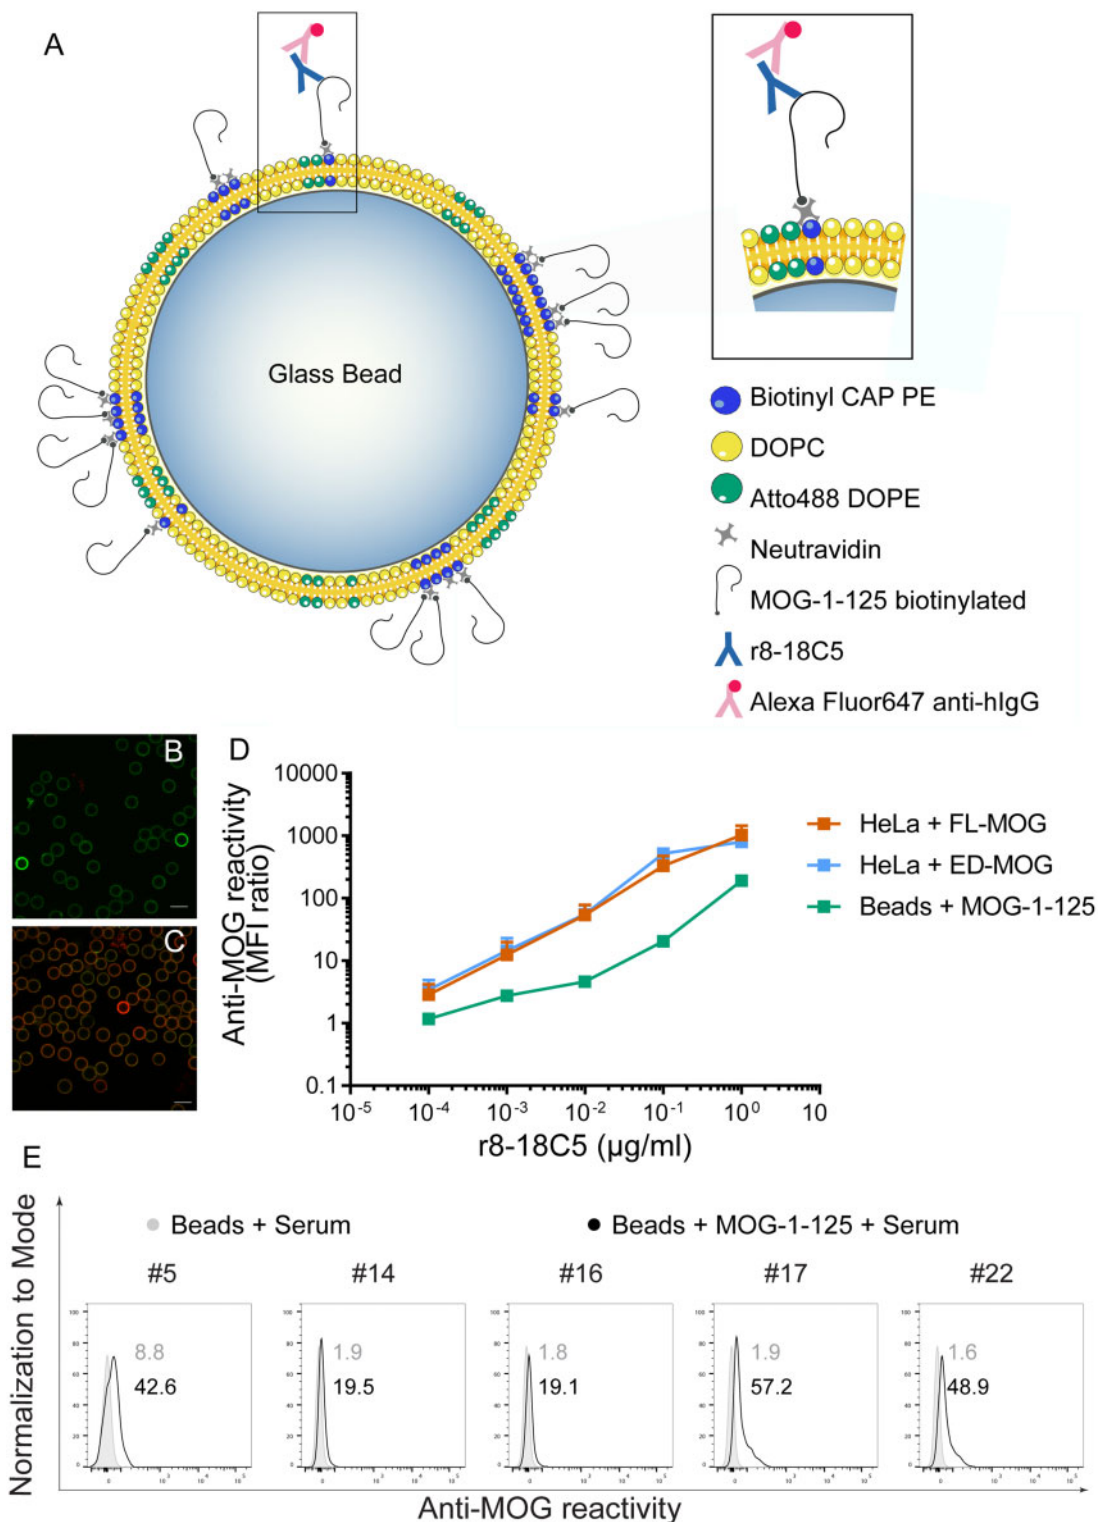 A
Glass Bead
Biotinyl CAP PE
DOPC
Atto488 DOPE
Neutravidin
MOG-1-125 biotinylated
r8-18C5
Alexa Fluor647 anti-hIgG
B
C
D
Anti-MOG reactivity
(MFI ratio)
10000
1000
100
10
1
0.1
10⁻⁵ 10⁻⁴ 10⁻³ 10⁻² 10⁻¹ 10⁰ 10
r8-18C5 (µg/ml)
HeLa + FL-MOG
HeLa + ED-MOG
Beads + MOG-1-125
E
Normalization to Mode
Beads + Serum
Beads + MOG-1-125 + Serum
#5 #14 #16 #17 #22
8.8 1.9 1.8 1.9 1.6
42.6 19.5 19.1 57.2 48.9
Anti-MOG reactivity